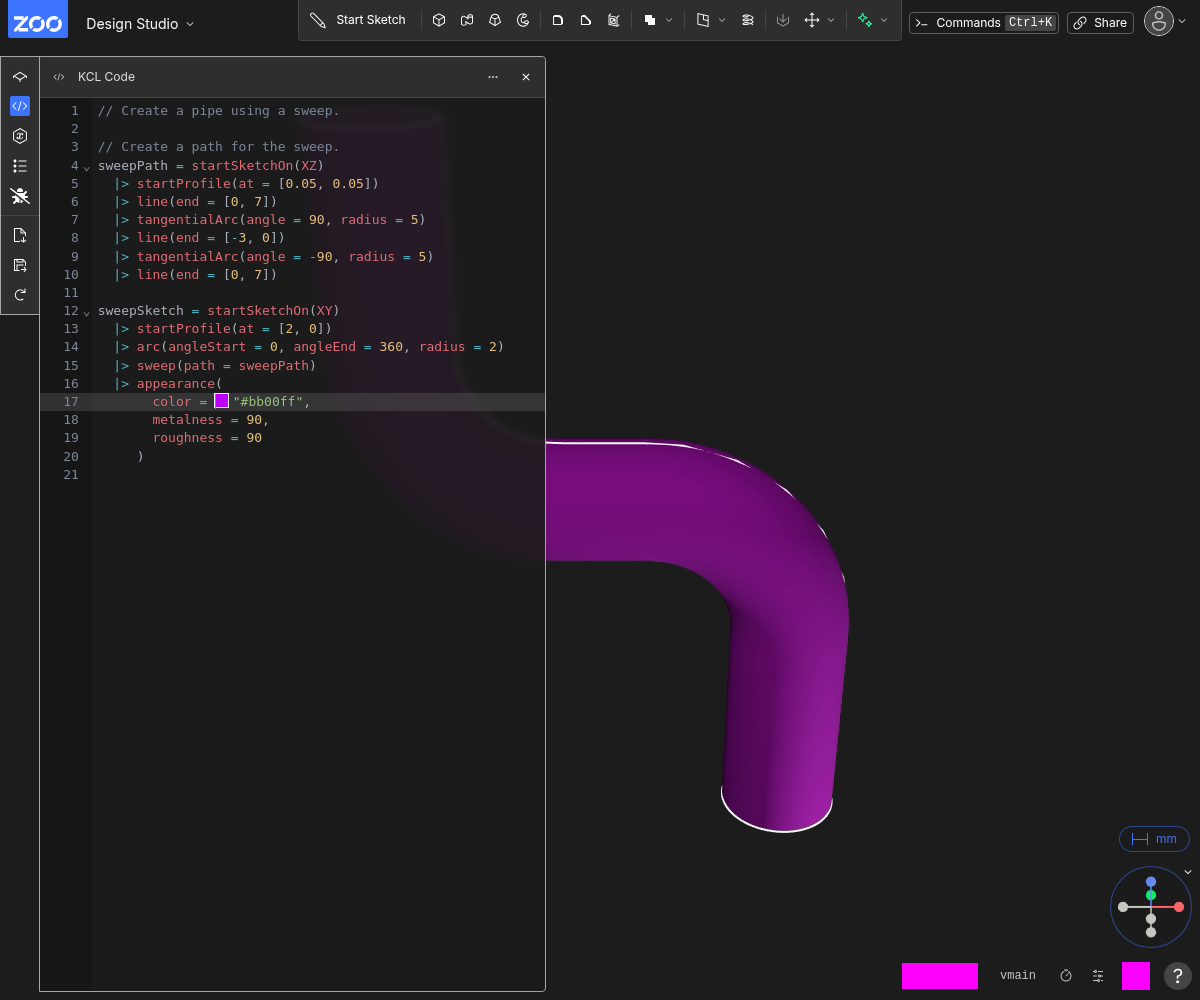 ZOO
Design Studio
Start Sketch
Commands Ctrl+K
Share
KCL Code
1 // Create a pipe using a sweep.
2
3 // Create a path for the sweep.
4 sweepPath = startSketchOn(XZ)
5 |> startProfile(at = [0.05, 0.05])
6 |> line(end = [0, 7])
7 |> tangentialArc(angle = 90, radius = 5)
8 |> line(end = [-3, 0])
9 |> tangentialArc(angle = -90, radius = 5)
10 |> line(end = [0, 7])
11
12 sweepSketch = startSketchOn(XY)
13 |> startProfile(at = [2, 0])
14 |> arc(angleStart = 0, angleEnd = 360, radius = 2)
15 |> sweep(path = sweepPath)
16 |> appearance(
17 color = "#bb00ff",
18 metalness = 90,
19 roughness = 90
20 )
21
mm
vmain
?